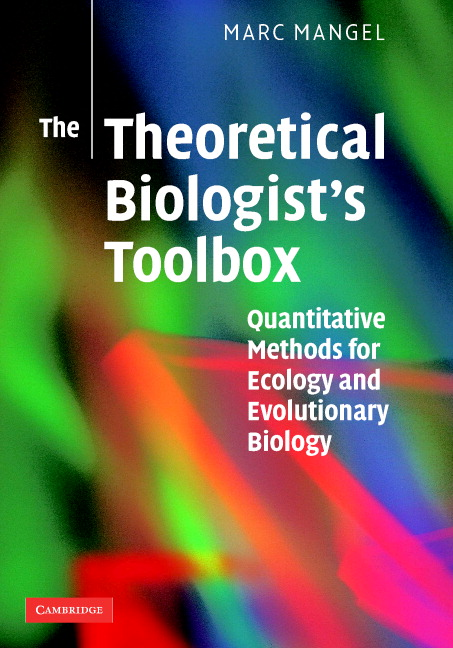 MARC MANGEL
The Theoretical
Biologist's
Toolbox
Quantitative
Methods for
Ecology and
Evolutionary
Biology
CAMBRIDGE